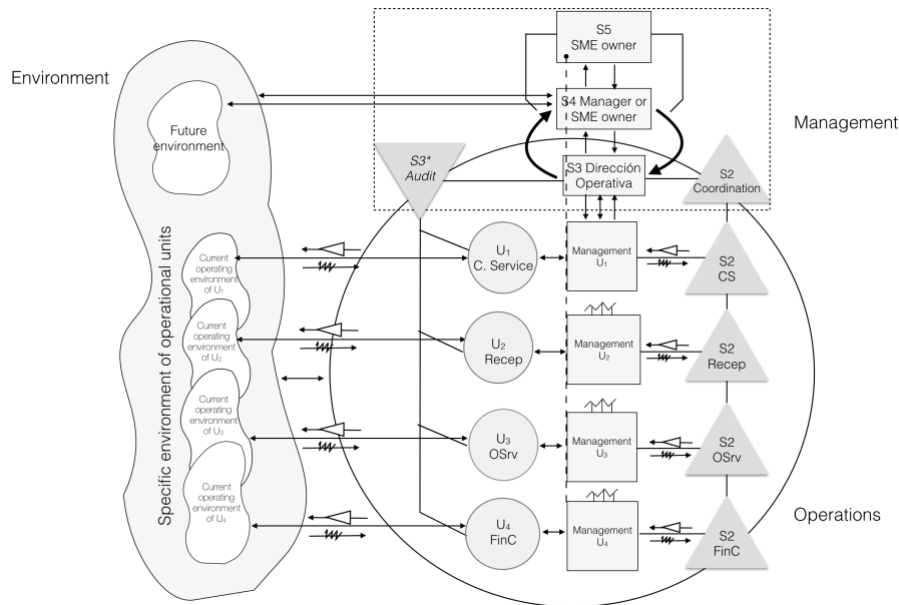 Environment
Management
Operations
S5
SME owner
S4 Manager or
SME owner
S3 Dirección
Operativa
S3*
Audit
S2
Coordination
Future
environment
Specific environment of operational units
Current
operating
environment
of U1
Current
operating
environment
of U2
Current
operating
environment
of U3
Current
operating
environment
of U4
U1
C. Service
Management
U1
S2
CS
U2
Recep
Management
U2
S2
Recep
U3
OSrv
Management
U3
S2
OSrv
U4
FinC
Management
U4
S2
FinC